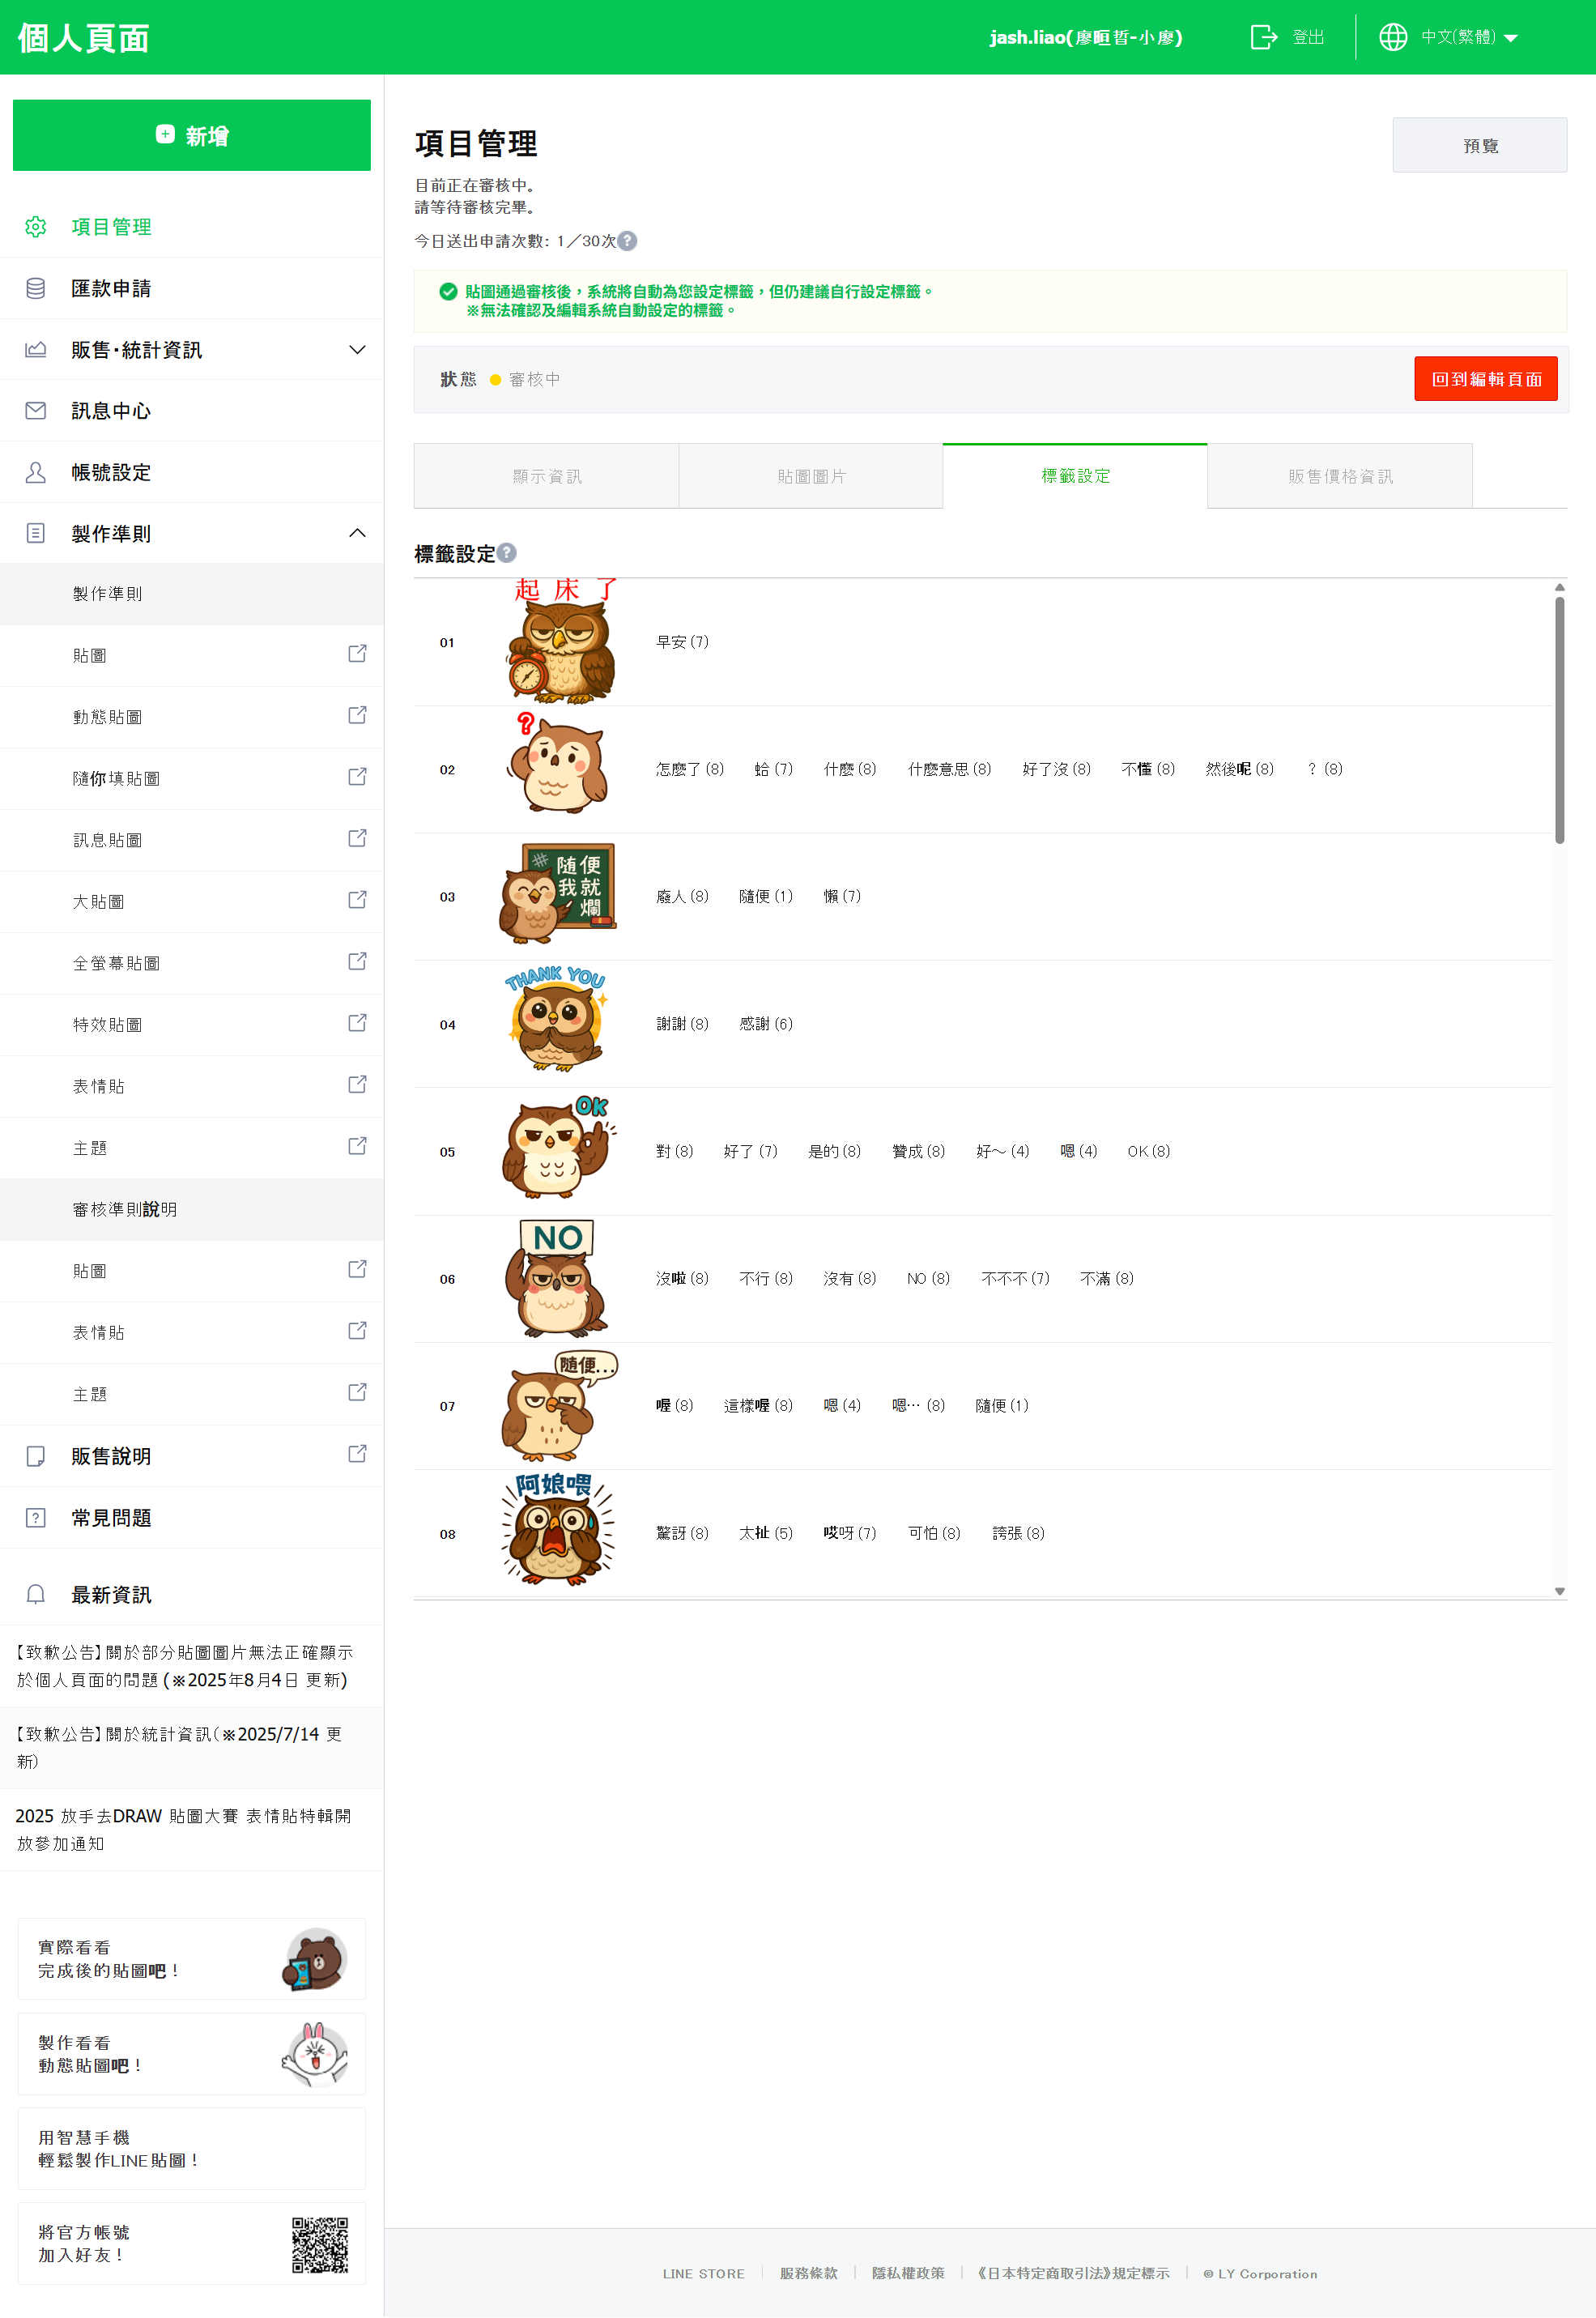 個人頁面
jash.liao(廖晅哲-小廖)
登出
中文(繁體)
新增
項目管理
匯款申請
販售・統計資訊
訊息中心
帳號設定
製作準則
製作準則
貼圖
動態貼圖
隨你填貼圖
訊息貼圖
大貼圖
全螢幕貼圖
特效貼圖
表情貼
主題
審核準則說明
貼圖
表情貼
主題
販售說明
常見問題
最新資訊
【致歉公告】關於部分貼圖圖片無法正確顯示
於個人頁面的問題 (※2025年8月4日 更新)
【致歉公告】關於統計資訊(※2025/7/14 更
新)
2025 放手去DRAW 貼圖大賽 表情貼特輯開
放參加通知
實際看看
完成後的貼圖吧！
製作看看
動態貼圖吧！
用智慧手機
輕鬆製作LINE貼圖！
將官方帳號
加入好友！
項目管理
預覽
目前正在審核中。
請等待審核完畢。
今日送出申請次數: 1／30次?
貼圖通過審核後，系統將自動為您設定標籤，但仍建議自行設定標籤。
※無法確認及編輯系統自動設定的標籤。
狀態 審核中
回到編輯頁面
顯示資訊 貼圖圖片 標籤設定 販售價格資訊
標籤設定?
起床了
01 早安(7)
?
02 怎麼了(8) 蛤(7) 什麼(8) 什麼意思(8) 好了沒(8) 不懂(8) 然後呢(8) ？(8)
隨便
我就
爛
03 廢人(8) 隨便(1) 懶(7)
THANK YOU
04 謝謝(8) 感謝(6)
OK
05 對(8) 好了(7) 是的(8) 贊成(8) 好～(4) 嗯(4) OK(8)
NO
06 沒啦(8) 不行(8) 沒有(8) NO(8) 不不不(7) 不滿(8)
隨便...
07 喔(8) 這樣喔(8) 嗯(4) 嗯…(8) 隨便(1)
阿娘喂
08 驚訝(8) 太扯(5) 哎呀(7) 可怕(8) 誇張(8)
LINE STORE 服務條款 隱私權政策 《日本特定商取引法》規定標示 © LY Corporation